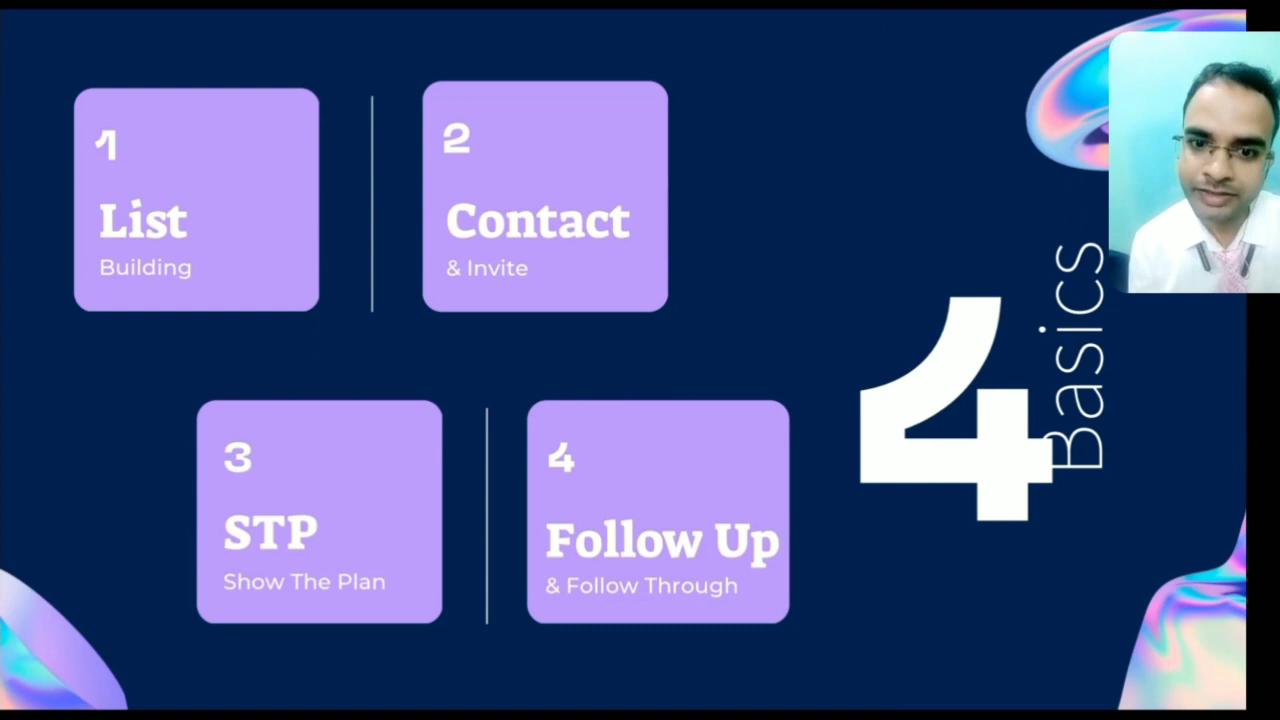 1
List
Building
2
Contact
& Invite
3
STP
Show The Plan
4
Follow Up
& Follow Through
4
Basics